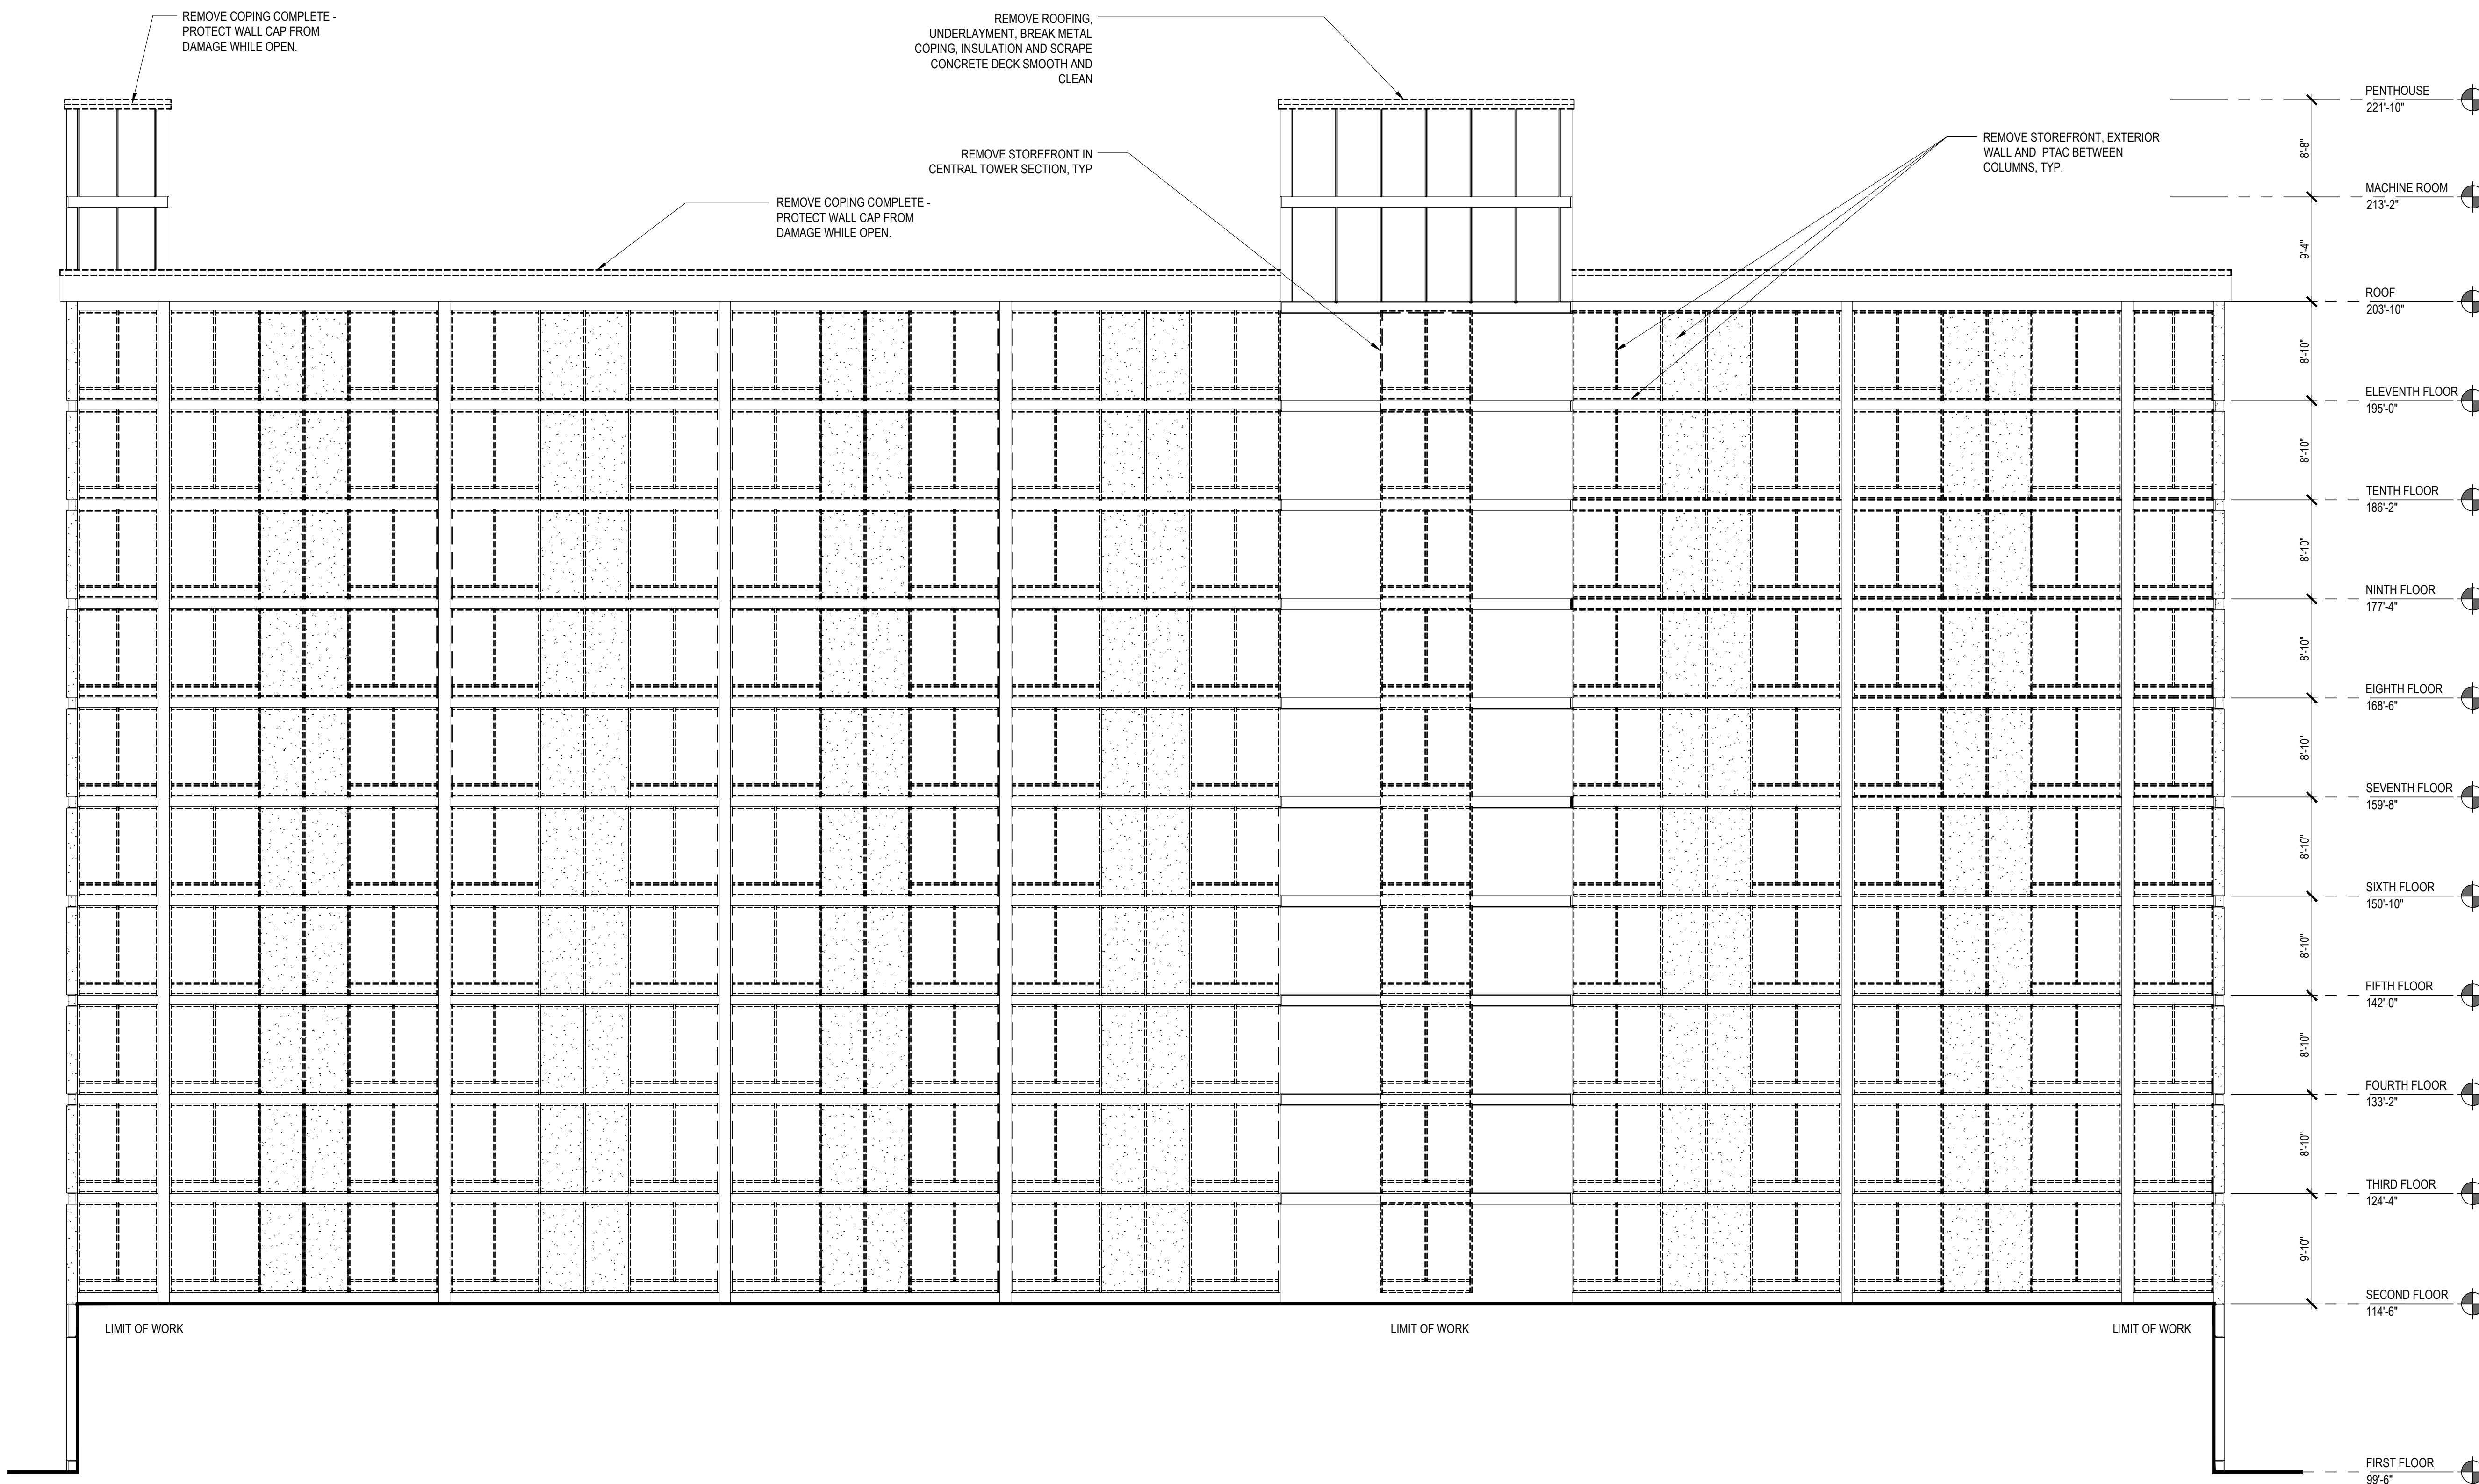 REMOVE COPING COMPLETE -
PROTECT WALL CAP FROM
DAMAGE WHILE OPEN.
REMOVE ROOFING,
UNDERLAYMENT, BREAK METAL
COPING, INSULATION AND SCRAPE
CONCRETE DECK SMOOTH AND
CLEAN
REMOVE STOREFRONT IN
CENTRAL TOWER SECTION, TYP
REMOVE COPING COMPLETE -
PROTECT WALL CAP FROM
DAMAGE WHILE OPEN.
REMOVE STOREFRONT, EXTERIOR
WALL AND PTAC BETWEEN
COLUMNS, TYP.
PENTHOUSE
221'-10"
8'-8"
MACHINE ROOM
213'-2"
9'-4"
ROOF
203'-10"
8'-10"
ELEVENTH FLOOR
195'-0"
8'-10"
TENTH FLOOR
186'-2"
8'-10"
NINTH FLOOR
177'-4"
8'-10"
EIGHTH FLOOR
168'-6"
8'-10"
SEVENTH FLOOR
159'-8"
8'-10"
SIXTH FLOOR
150'-10"
8'-10"
FIFTH FLOOR
142'-0"
8'-10"
FOURTH FLOOR
133'-2"
8'-10"
THIRD FLOOR
124'-4"
9'-10"
SECOND FLOOR
114'-6"
LIMIT OF WORK
LIMIT OF WORK
LIMIT OF WORK
FIRST FLOOR
99'-6"